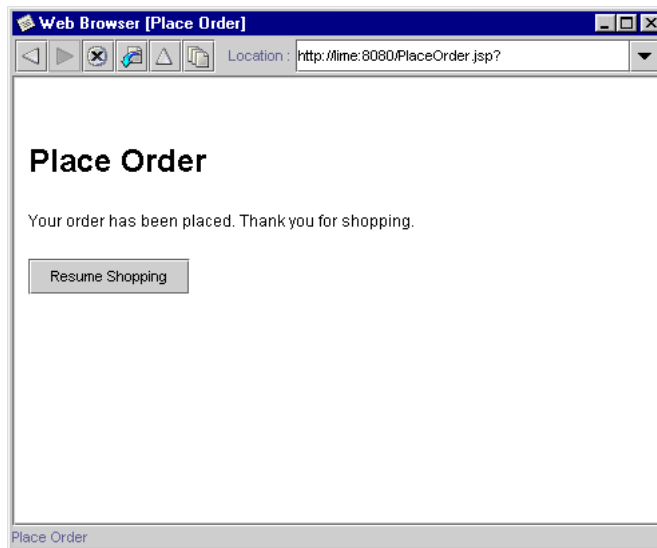 Web Browser [Place Order]
Location : http://lime:8080/PlaceOrder.jsp?
Place Order
Your order has been placed. Thank you for shopping.
Resume Shopping
Place Order